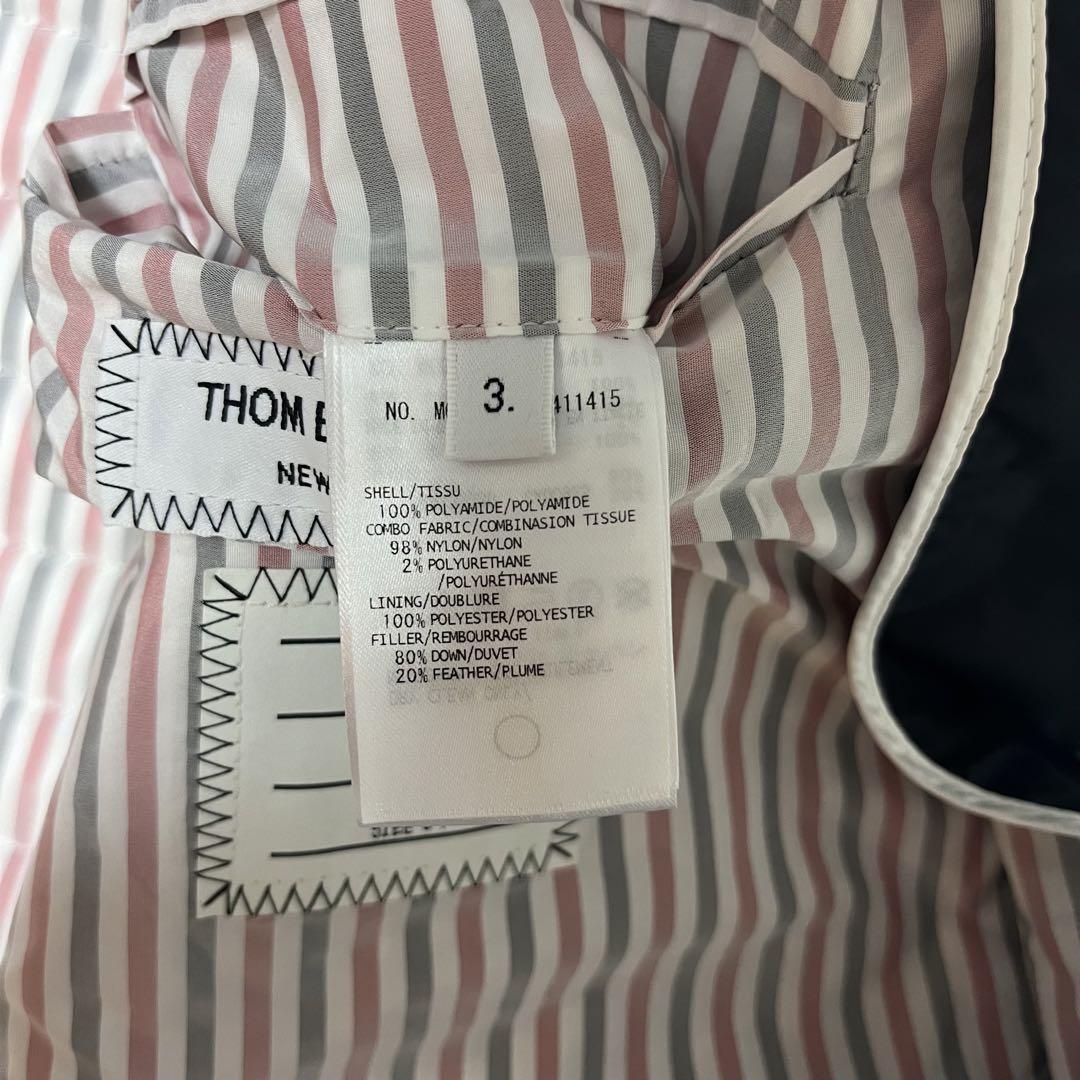 THOM
NEW
3.
NO. M 411415
SHELL/TISSU
100% POLYAMIDE/POLYAMIDE
COMBO FABRIC/COMBINASION TISSUE
98% NYLON/NYLON
2% POLYURETHANE
/POLYURÉTHANNE
LINING/DOUBLURE
100% POLYESTER/POLYESTER
FILLER/REMBOURRAGE
80% DOWN/DUVET
20% FEATHER/PLUME